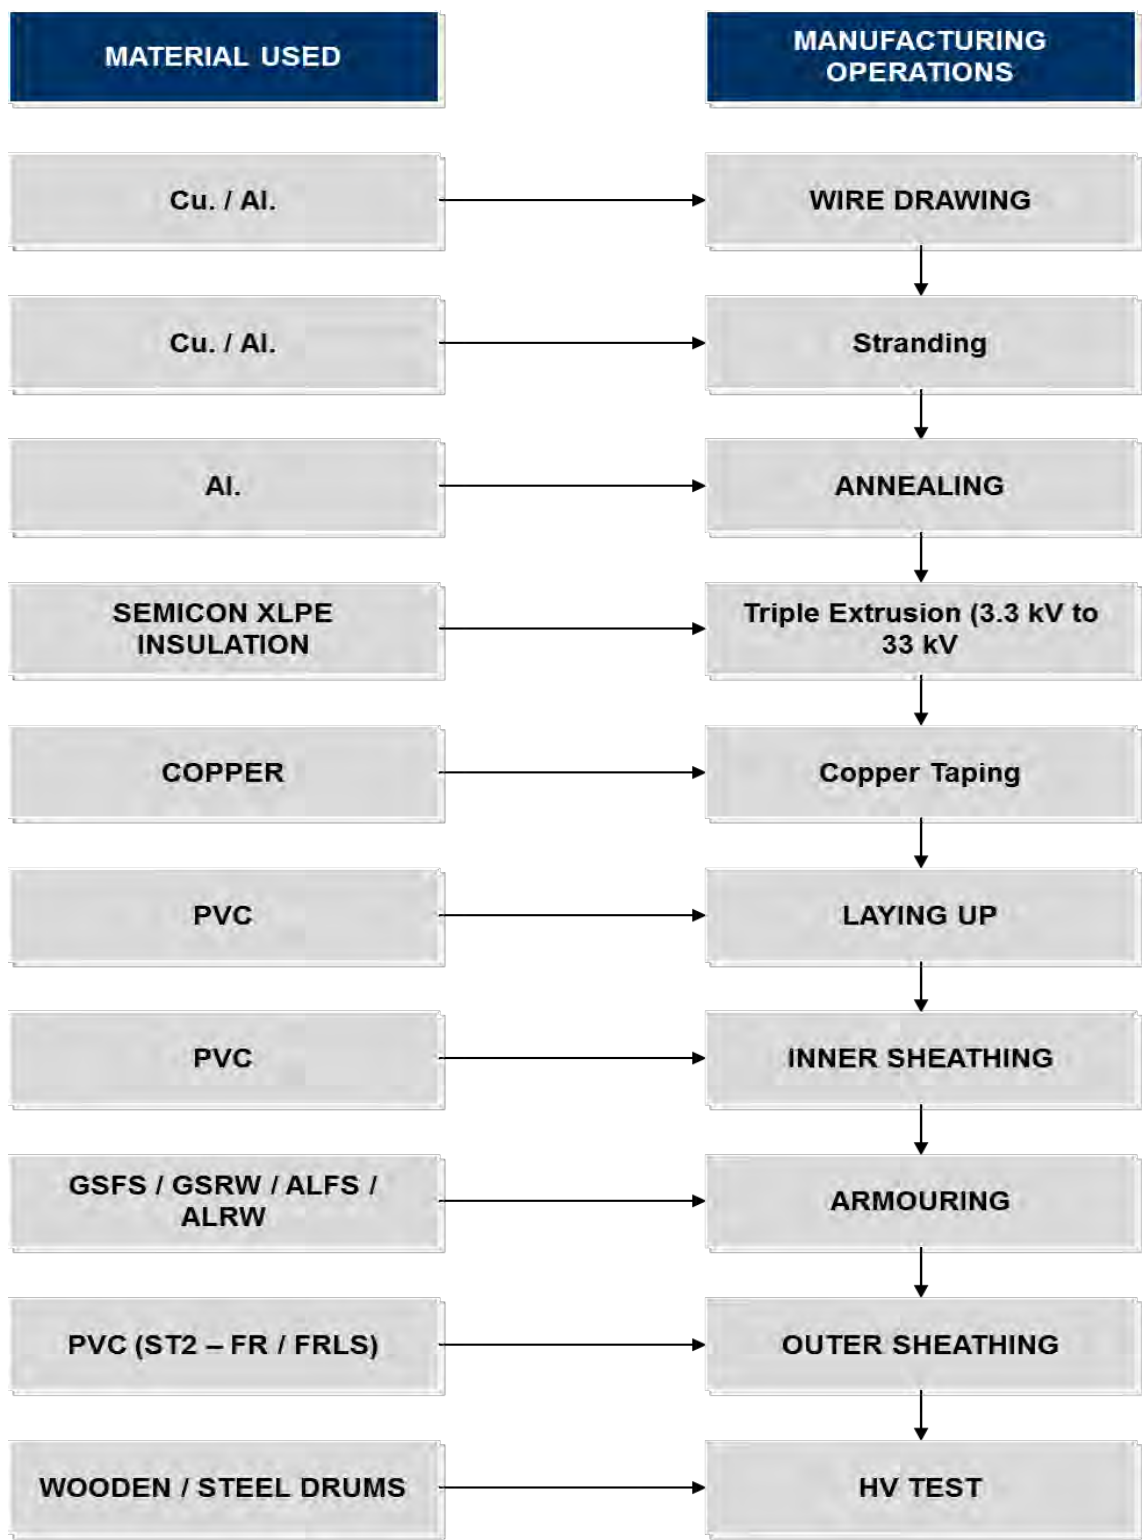 MATERIAL USED
MANUFACTURING
OPERATIONS
Cu. / Al.
WIRE DRAWING
Cu. / Al.
Stranding
Al.
ANNEALING
SEMICON XLPE
INSULATION
Triple Extrusion (3.3 kV to
33 kV
COPPER
Copper Taping
PVC
LAYING UP
PVC
INNER SHEATHING
GSFS / GSRW / ALFS /
ALRW
ARMOURING
PVC (ST2 – FR / FRLS)
OUTER SHEATHING
WOODEN / STEEL DRUMS
HV TEST